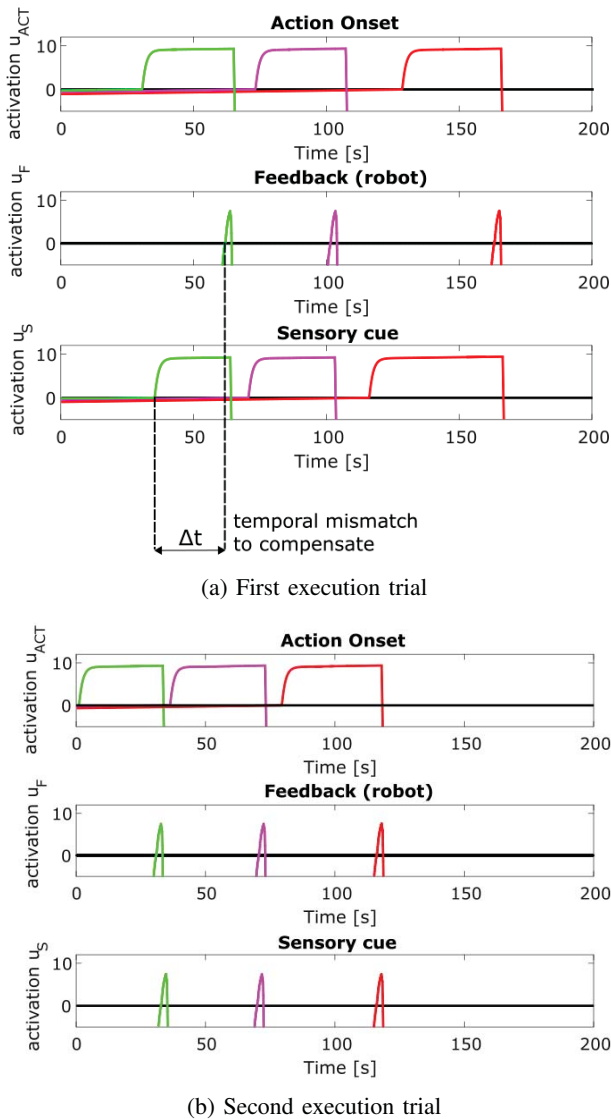 Action Onset
activation u_ACT
10
0
0 50 100 150 200
Time [s]
Feedback (robot)
activation u_F
10
0
0 50 100 150 200
Time [s]
Sensory cue
activation u_S
10
0
0 50 100 150 200
Time [s]
Δt
temporal mismatch
to compensate
(a) First execution trial
Action Onset
activation u_ACT
10
0
0 50 100 150 200
Time [s]
Feedback (robot)
activation u_F
10
0
0 50 100 150 200
Time [s]
Sensory cue
activation u_S
10
0
0 50 100 150 200
Time [s]
(b) Second execution trial